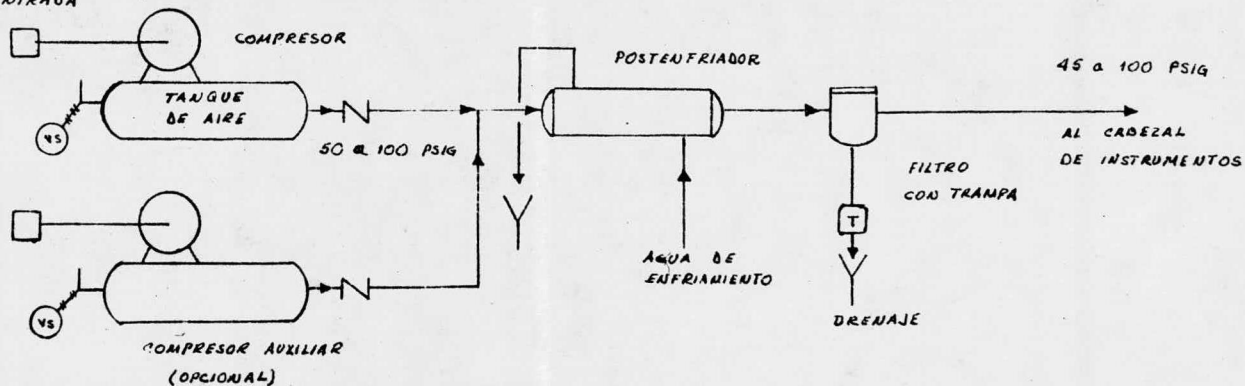 COMPRESOR
TANQUE
DE AIRE
VS
50 a 100 PSIG
POSTENFRIADOR
45 a 100 PSIG
AL CABEZAL
DE INSTRUMENTOS
FILTRO
CON TRAMPA
T
AGUA DE
ENFRIAMIENTO
DRENAJE
VS
COMPRESOR AUXILIAR
(OPCIONAL)